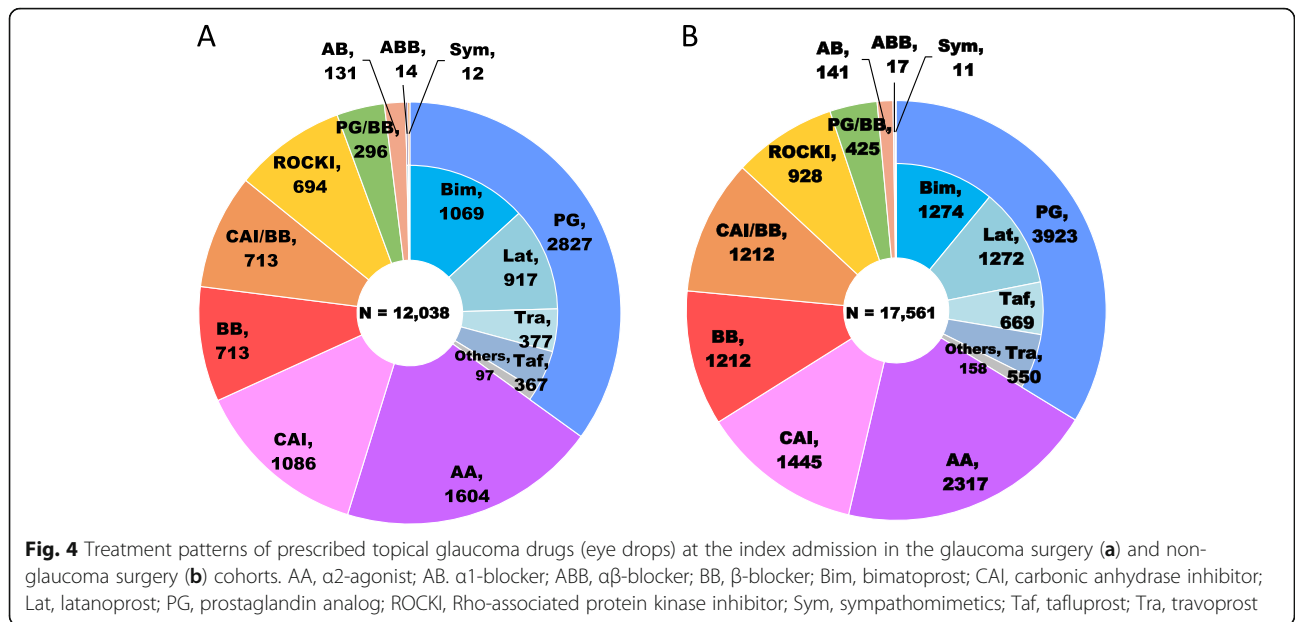 A
AB,
131
ABB,
14
Sym,
12
PG/BB,
296
ROCKI,
694
CAI/BB,
713
BB,
713
CAI,
1086
AA,
1604
PG,
2827
Bim,
1069
Lat,
917
Tra,
377
Taf,
367
Others,
97
N = 12,038
B
AB,
141
ABB,
17
Sym,
11
PG/BB,
425
ROCKI,
928
CAI/BB,
1212
BB,
1212
CAI,
1445
AA,
2317
PG,
3923
Bim,
1274
Lat,
1272
Taf,
669
Tra,
550
Others,
158
N = 17,561
Fig. 4 Treatment patterns of prescribed topical glaucoma drugs (eye drops) at the index admission in the glaucoma surgery (a) and non-
glaucoma surgery (b) cohorts. AA, α2-agonist; AB. α1-blocker; ABB, αβ-blocker; BB, β-blocker; Bim, bimatoprost; CAI, carbonic anhydrase inhibitor;
Lat, latanoprost; PG, prostaglandin analog; ROCKI, Rho-associated protein kinase inhibitor; Sym, sympathomimetics; Taf, tafluprost; Tra, travoprost